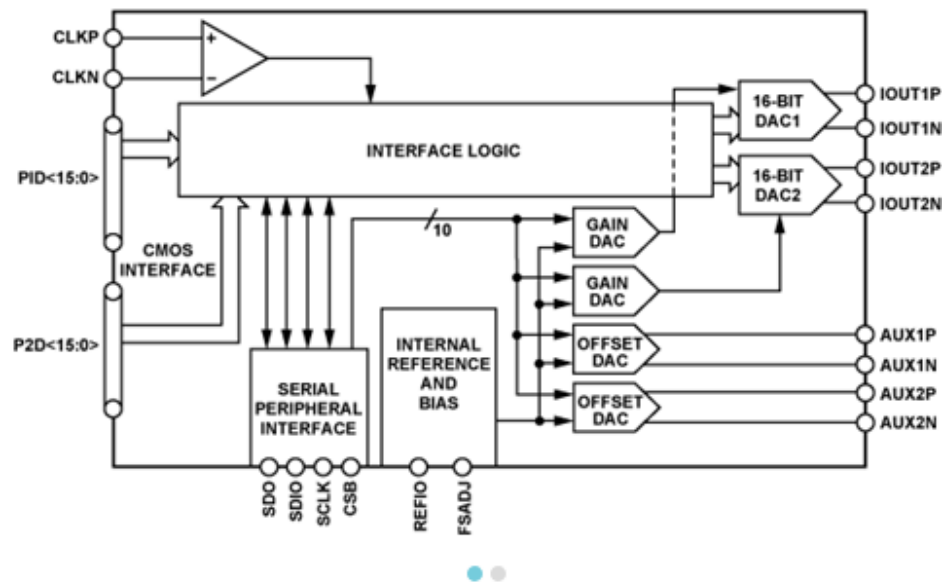 CLKP
CLKN
PID<15:0>
CMOS
INTERFACE
P2D<15:0>
INTERFACE LOGIC
10
16-BIT
DAC1
16-BIT
DAC2
IOUT1P
IOUT1N
IOUT2P
IOUT2N
GAIN
DAC
GAIN
DAC
OFFSET
DAC
OFFSET
DAC
AUX1P
AUX1N
AUX2P
AUX2N
SERIAL
PERIPHERAL
INTERFACE
INTERNAL
REFERENCE
AND
BIAS
SDO
SDIO
SCLK
CSB
REFIO
FSADJ